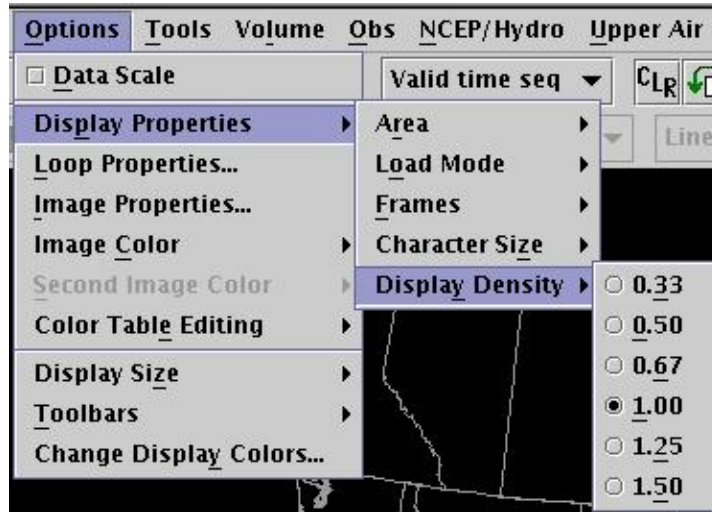 Options Tools Volume Obs NCEP/Hydro Upper Air
Data Scale
Valid time seq
CLR
Display Properties
Area
Line
Loop Properties...
Load Mode
Image Properties...
Frames
Image Color
Character Size
Second Image Color
Display Density
0.33
Color Table Editing
0.50
Display Size
0.67
Toolbars
1.00
Change Display Colors...
1.25
1.50